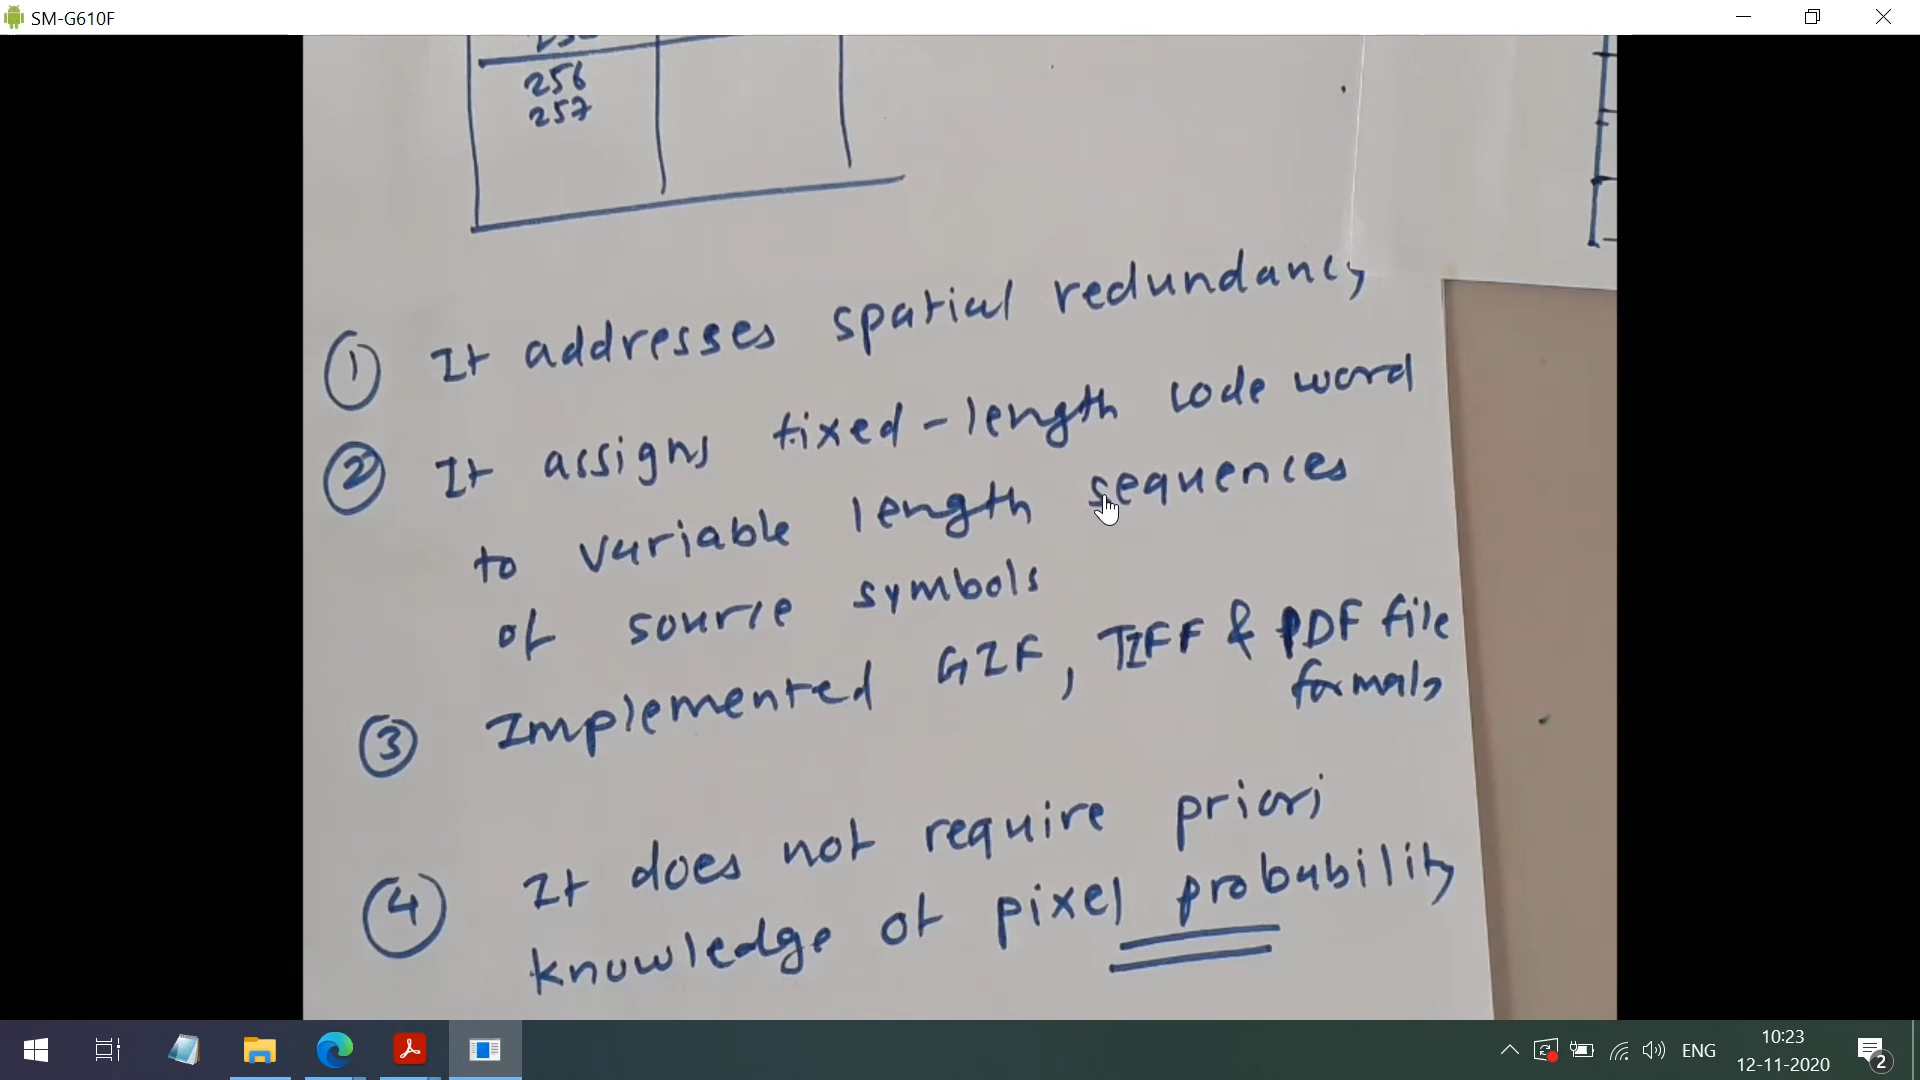 SM-G610F
256
257
① It addresses spatial redundancy
② It assigns fixed-length code word
to variable length sequences
of source symbols
③ Implemented GIF, TIFF & PDF file
formats
④ It does not require priori
knowledge of pixel probability
ENG
10:23
12-11-2020
2